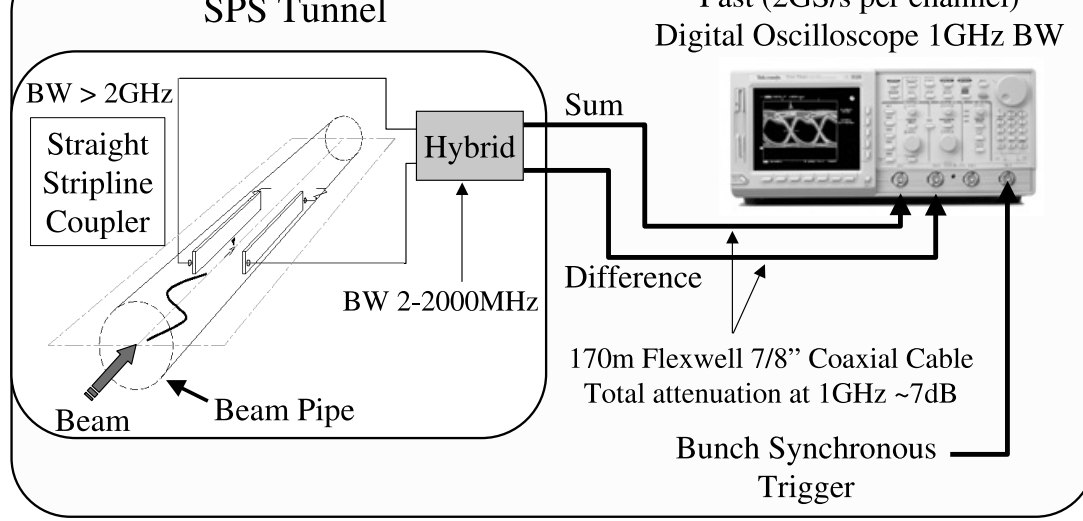 SPS Tunnel
Fast (2GS/s per channel)
Digital Oscilloscope 1GHz BW
BW > 2GHz
Straight
Stripline
Coupler
Hybrid
Sum
Tektronix
Difference
BW 2-2000MHz
170m Flexwell 7/8” Coaxial Cable
Total attenuation at 1GHz ~7dB
Beam
Beam Pipe
Bunch Synchronous
Trigger